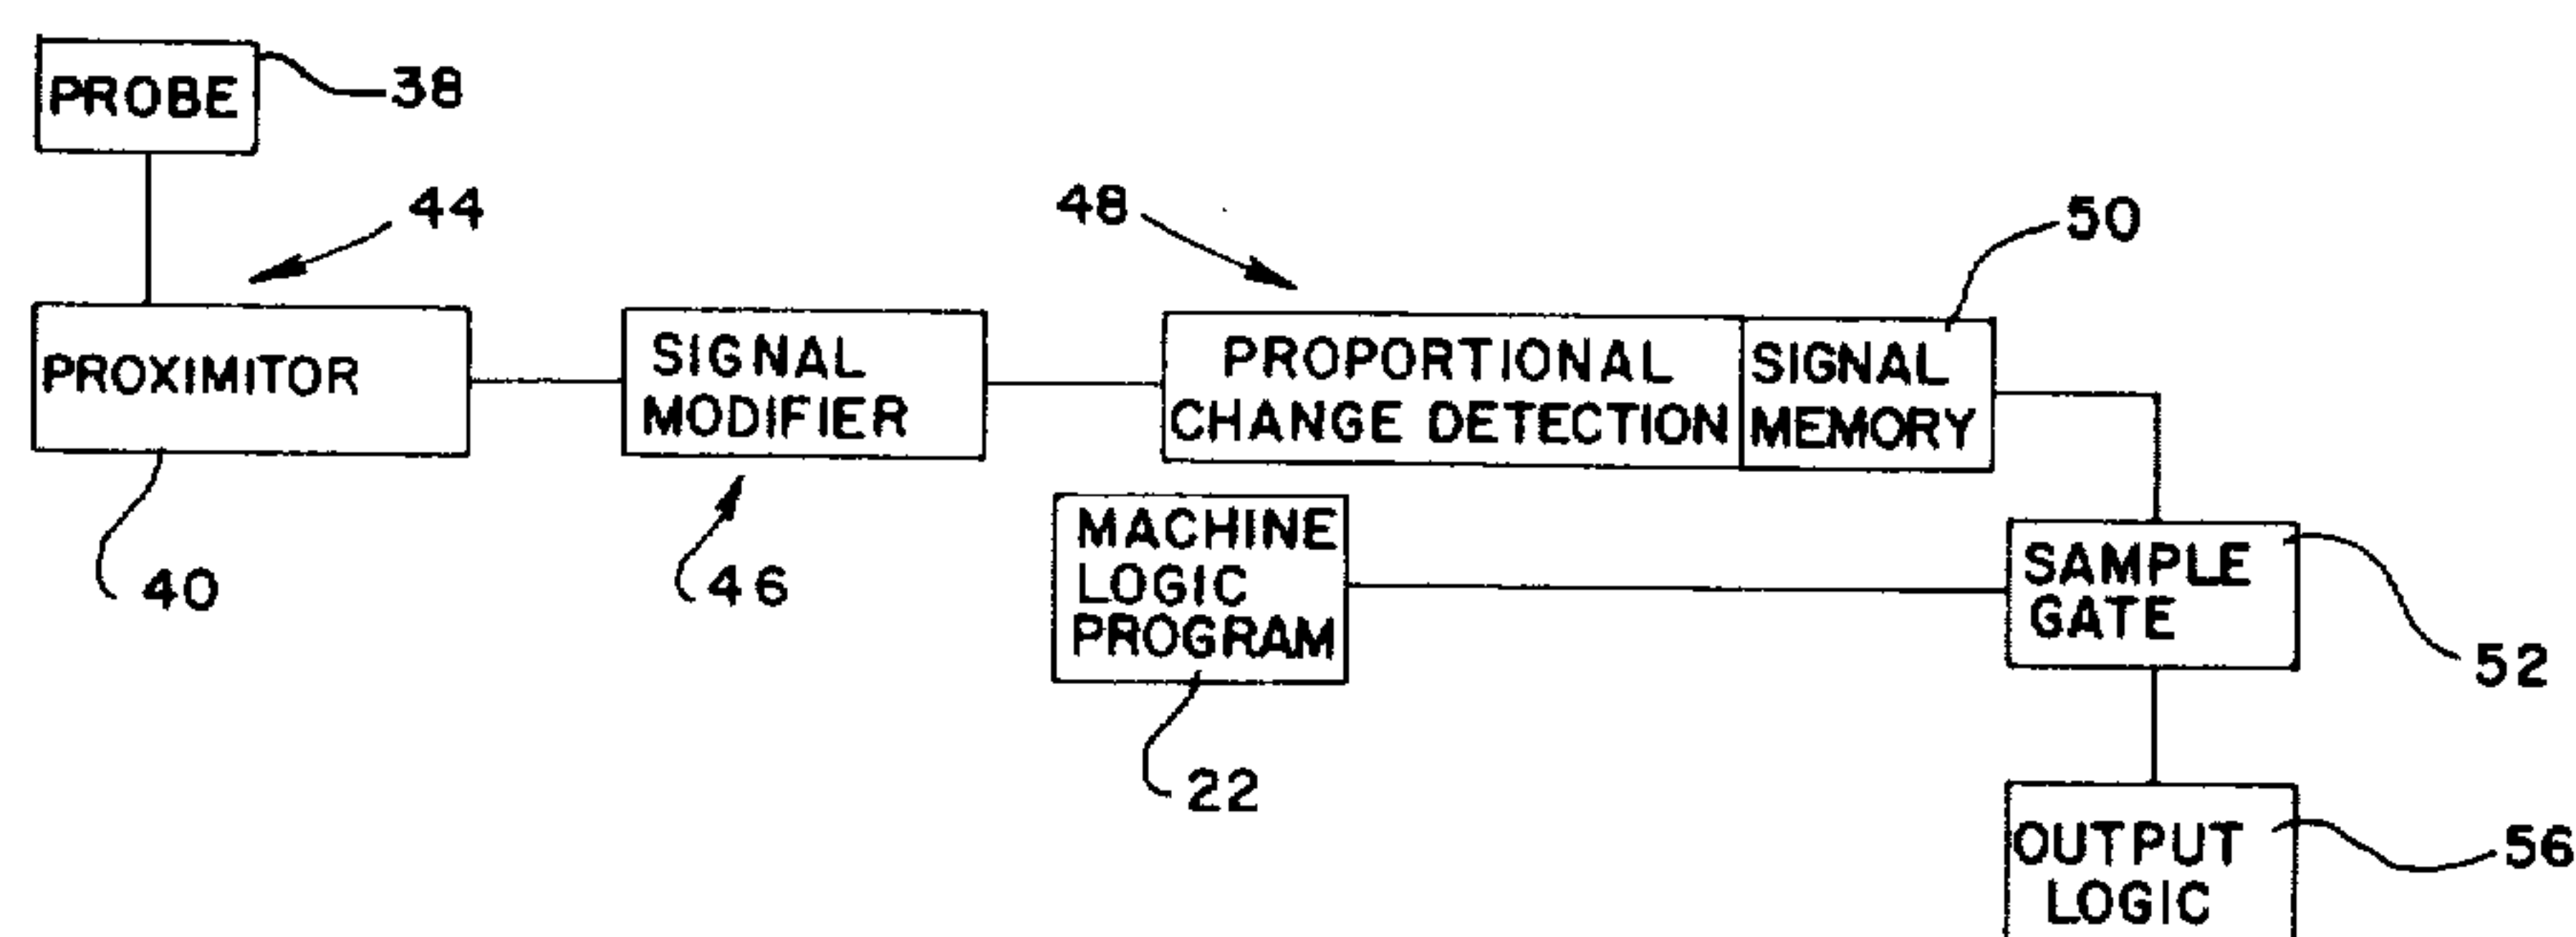 PROBE
38
44
48
50
PROXIMITOR
SIGNAL
MODIFIER
PROPORTIONAL
CHANGE DETECTION
SIGNAL
MEMORY
40
46
MACHINE
LOGIC
PROGRAM
22
SAMPLE
GATE
52
OUTPUT
LOGIC
56